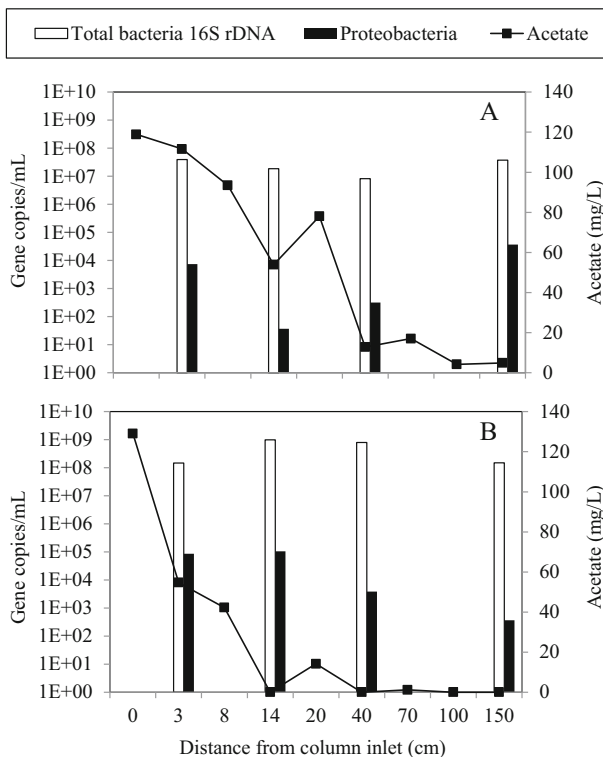 Total bacteria 16S rDNA Proteobacteria Acetate
A
1E+10
1E+09
1E+08
1E+07
1E+06
1E+05
1E+04
1E+03
1E+02
1E+01
1E+00
Gene copies/mL
140
120
100
80
60
40
20
0
Acetate (mg/L)
B
1E+10
1E+09
1E+08
1E+07
1E+06
1E+05
1E+04
1E+03
1E+02
1E+01
1E+00
Gene copies/mL
140
120
100
80
60
40
20
0
Acetate (mg/L)
0 3 8 14 20 40 70 100 150
Distance from column inlet (cm)